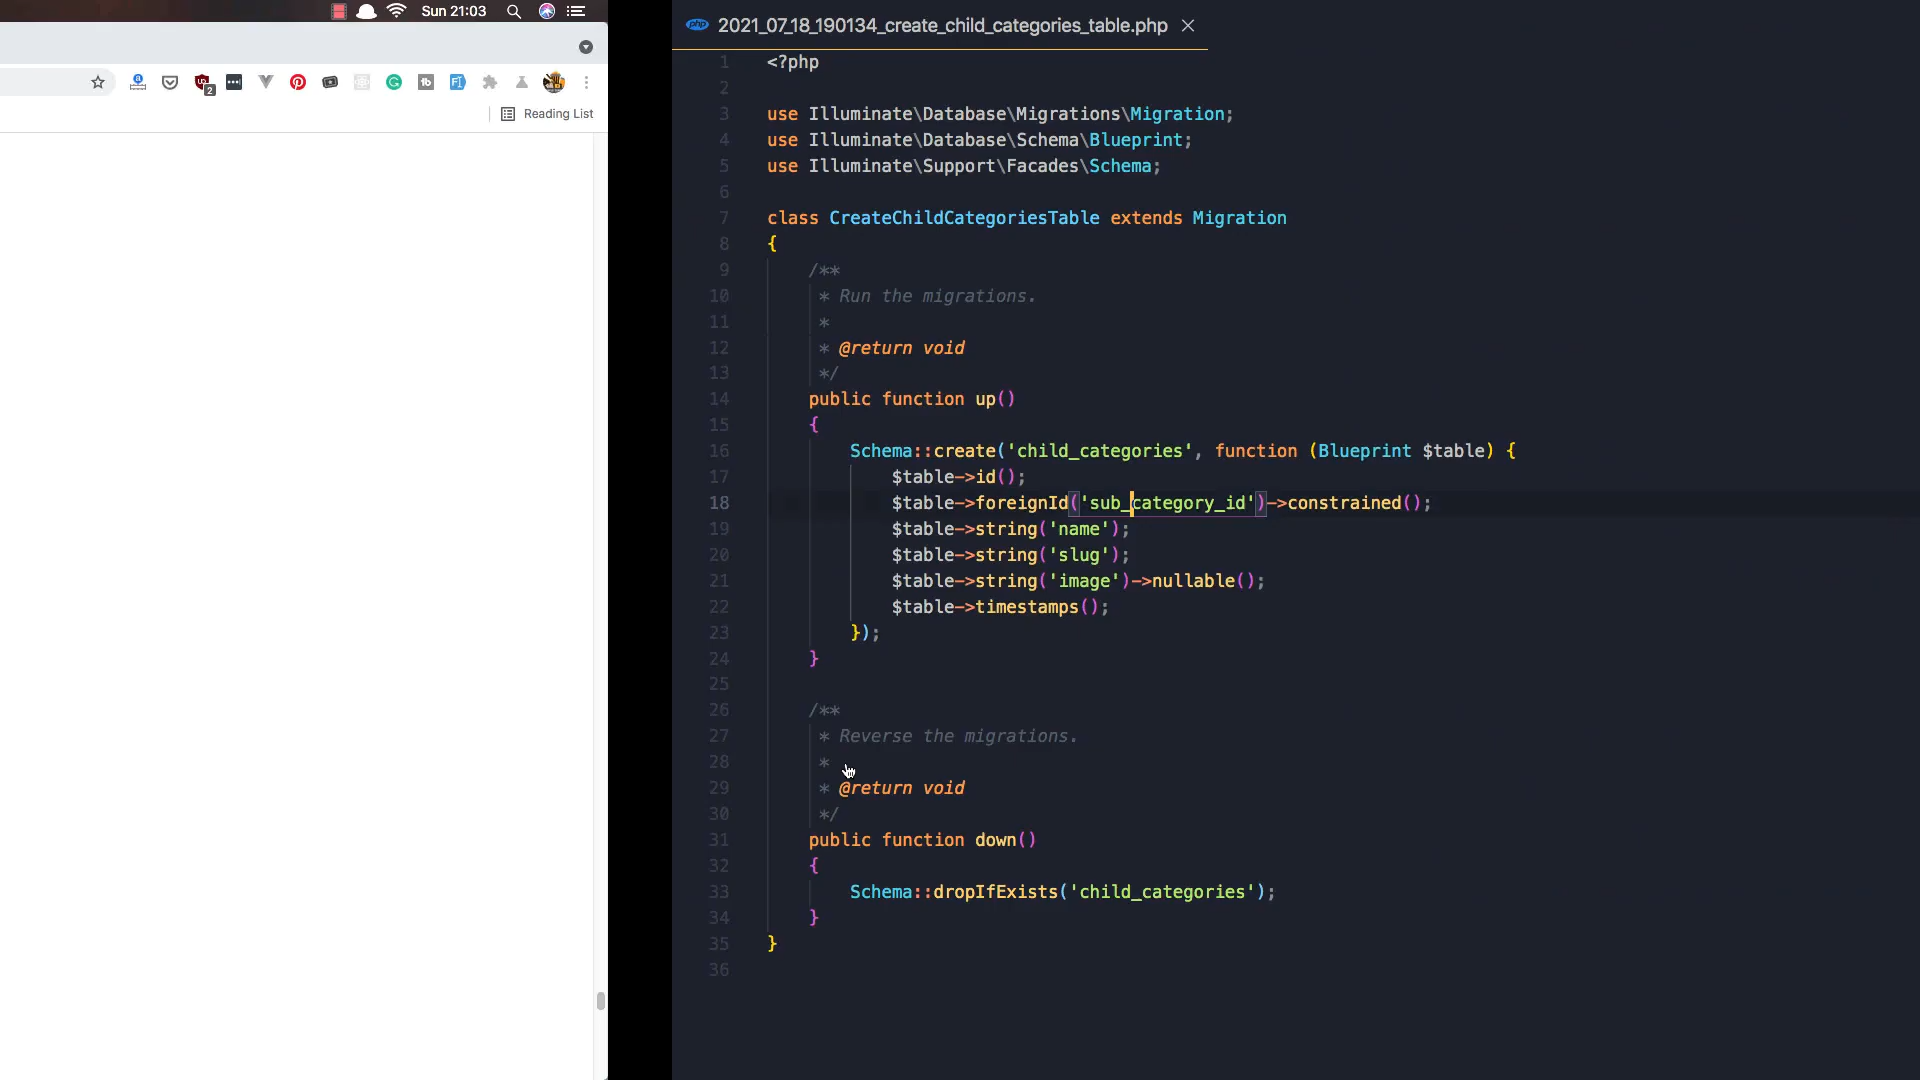 Sun 21:03
2
Reading List
php 2021_07_18_190134_create_child_categories_table.php
1 <?php
2
3 use Illuminate\Database\Migrations\Migration;
4 use Illuminate\Database\Schema\Blueprint;
5 use Illuminate\Support\Facades\Schema;
6
7 class CreateChildCategoriesTable extends Migration
8 {
9 /**
10 * Run the migrations.
11 *
12 * @return void
13 */
14 public function up()
15 {
16 Schema::create('child_categories', function (Blueprint $table) {
17 $table->id();
18 $table->foreignId('sub_category_id')->constrained();
19 $table->string('name');
20 $table->string('slug');
21 $table->string('image')->nullable();
22 $table->timestamps();
23 });
24 }
25
26 /**
27 * Reverse the migrations.
28 *
29 * @return void
30 */
31 public function down()
32 {
33 Schema::dropIfExists('child_categories');
34 }
35 }
36